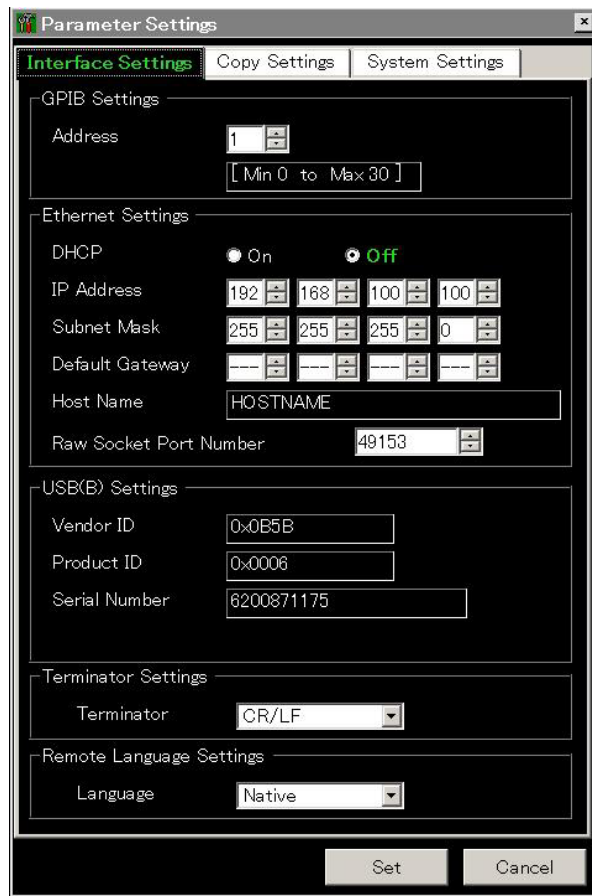 Parameter Settings
Interface Settings Copy Settings System Settings
GPIB Settings
Address 1
[ Min 0 to Max 30 ]
Ethernet Settings
DHCP On Off
IP Address 192 168 100 100
Subnet Mask 255 255 255 0
Default Gateway --- --- --- ---
Host Name HOSTNAME
Raw Socket Port Number 49153
USB(B) Settings
Vendor ID 0x0B5B
Product ID 0x0006
Serial Number 6200871175
Terminator Settings
Terminator CR/LF
Remote Language Settings
Language Native
Set Cancel